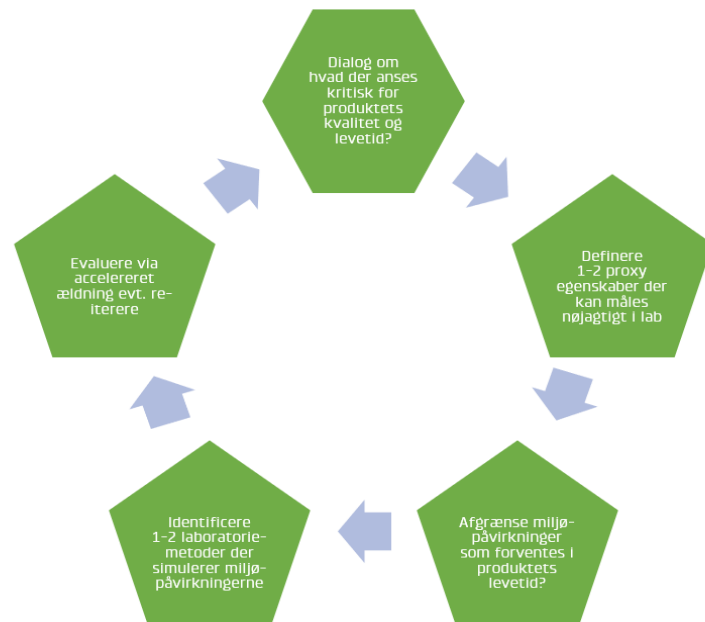 Dialog om
hvad der anses
kritisk for
produktets
kvalitet og
levetid?
Definere
1-2 proxy
egenskaber der
kan måles
nøjagtigt i lab
Afgrænse miljø-
påvirkninger
som forventes i
produktets
levetid?
Identificere
1-2 laboratorie-
metoder der
simulerer miljø-
påvirkningerne
Evaluere via
accelereret
ældning evt. re-
iterere